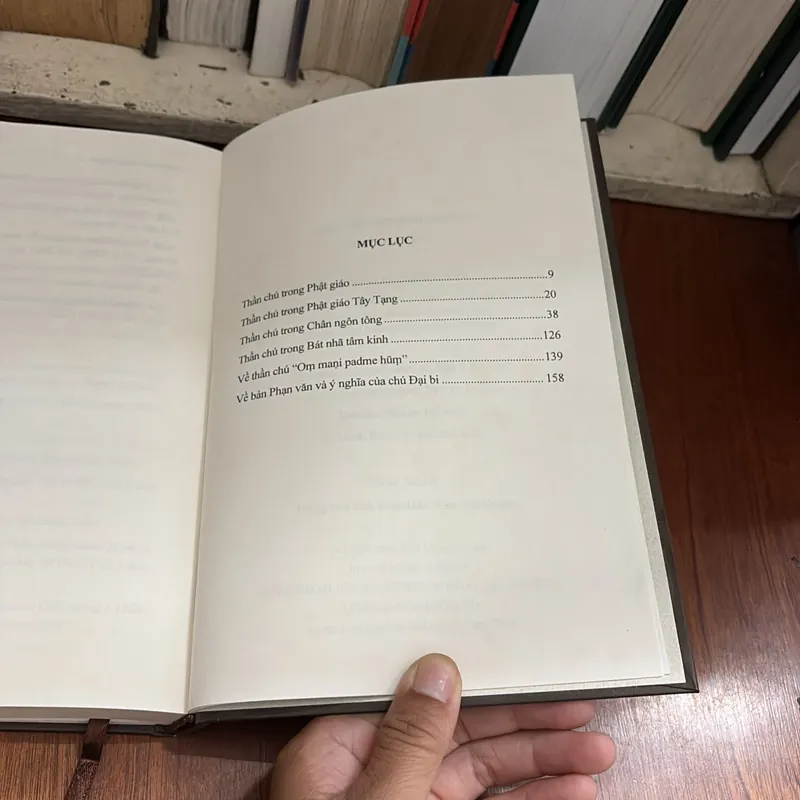 MỤC LỤC
Thần chú trong Phật giáo ........................................................9
Thần chú trong Phật giáo Tây Tạng ..........................................20
Thần chú trong Chân ngôn tông ...............................................38
Thần chú trong Bát nhã tâm kinh ............................................126
Về thần chú “Oṃ maṇi padme hūṃ” .......................................139
Về bản Phạn văn và ý nghĩa của chú Đại bi .............................. 158